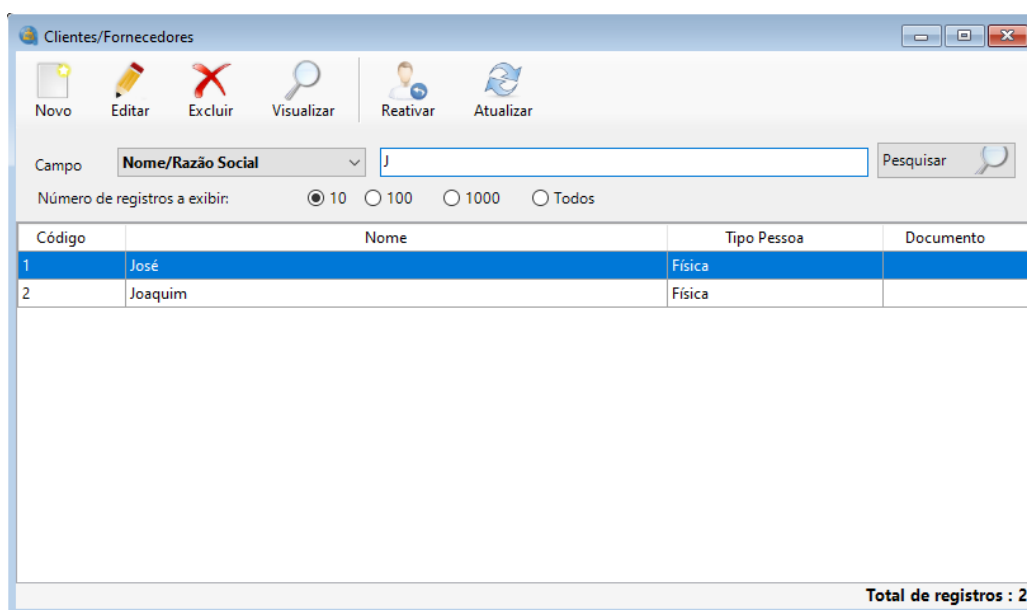 Clientes/Fornecedores
Novo Editar Excluir Visualizar Reativar Atualizar
Campo Nome/Razão Social J Pesquisar
Número de registros a exibir: 10 100 1000 Todos
Código Nome Tipo Pessoa Documento
1 José Física
2 Joaquim Física
Total de registros : 2